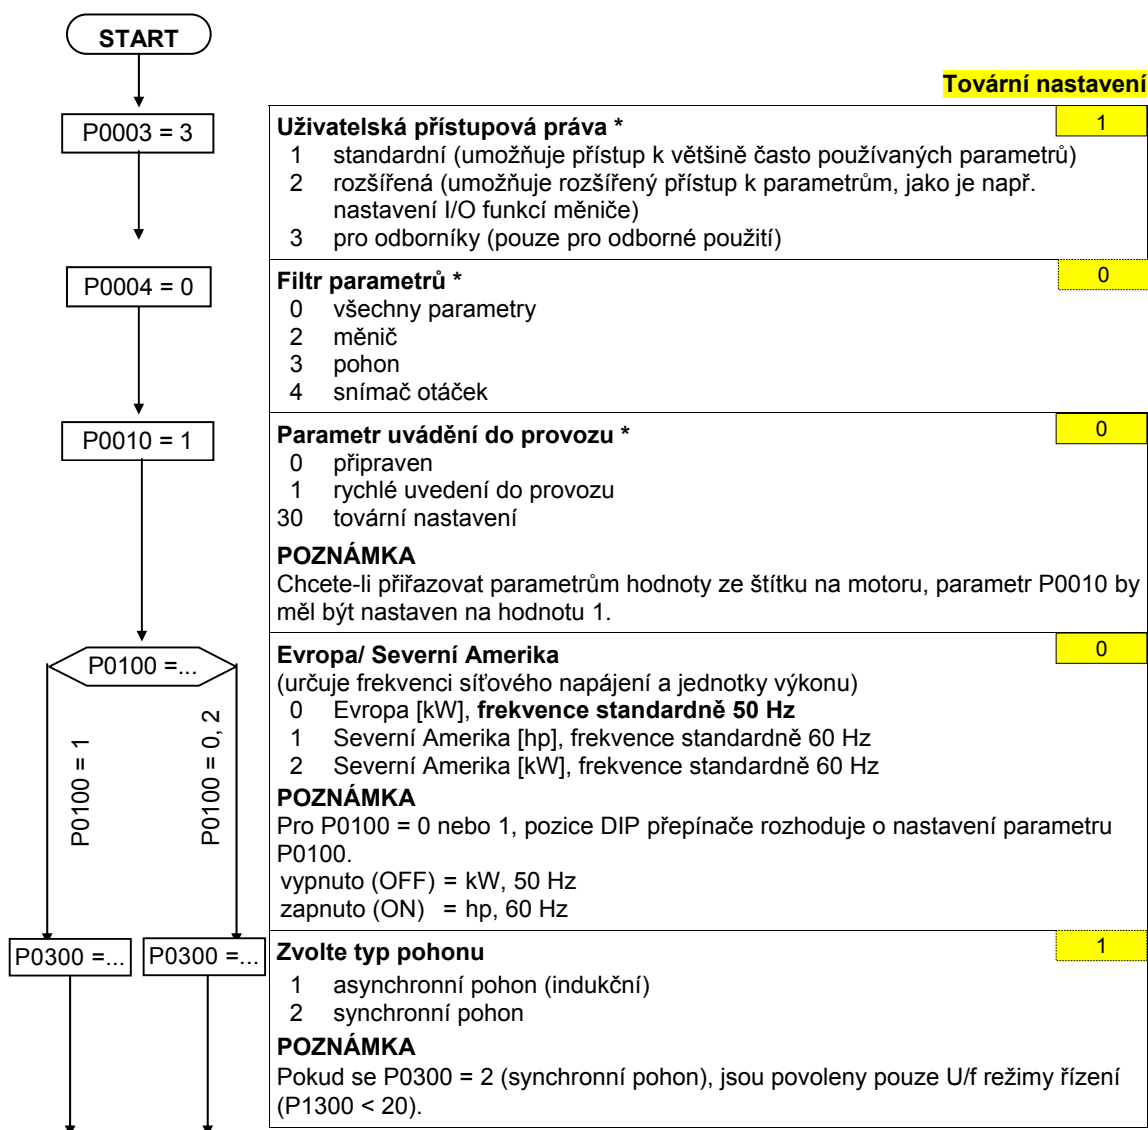 START
Tovární nastavení
P0003 = 3
Uživatelská přístupová práva *
1
1 standardní (umožňuje přístup k většině často používaných parametrů)
2 rozšířená (umožňuje rozšířený přístup k parametrům, jako je např.
nastavení I/O funkcí měniče)
3 pro odborníky (pouze pro odborné použití)
P0004 = 0
Filtr parametrů *
0
0 všechny parametry
2 měnič
3 pohon
4 snímač otáček
P0010 = 1
Parametr uvádění do provozu *
0
0 připraven
1 rychlé uvedení do provozu
30 tovární nastavení
POZNÁMKA
Chcete-li přiřazovat parametrům hodnoty ze štítku na motoru, parametr P0010 by
měl být nastaven na hodnotu 1.
P0100 =...
P0100 = 1
P0100 = 0, 2
Evropa/ Severní Amerika
0
(určuje frekvenci síťového napájení a jednotky výkonu)
0 Evropa [kW], frekvence standardně 50 Hz
1 Severní Amerika [hp], frekvence standardně 60 Hz
2 Severní Amerika [kW], frekvence standardně 60 Hz
POZNÁMKA
Pro P0100 = 0 nebo 1, pozice DIP přepínače rozhoduje o nastavení parametru
P0100.
vypnuto (OFF) = kW, 50 Hz
zapnuto (ON) = hp, 60 Hz
P0300 =...
P0300 =...
Zvolte typ pohonu
1
1 asynchronní pohon (indukční)
2 synchronní pohon
POZNÁMKA
Pokud se P0300 = 2 (synchronní pohon), jsou povoleny pouze U/f režimy řízení
(P1300 < 20).